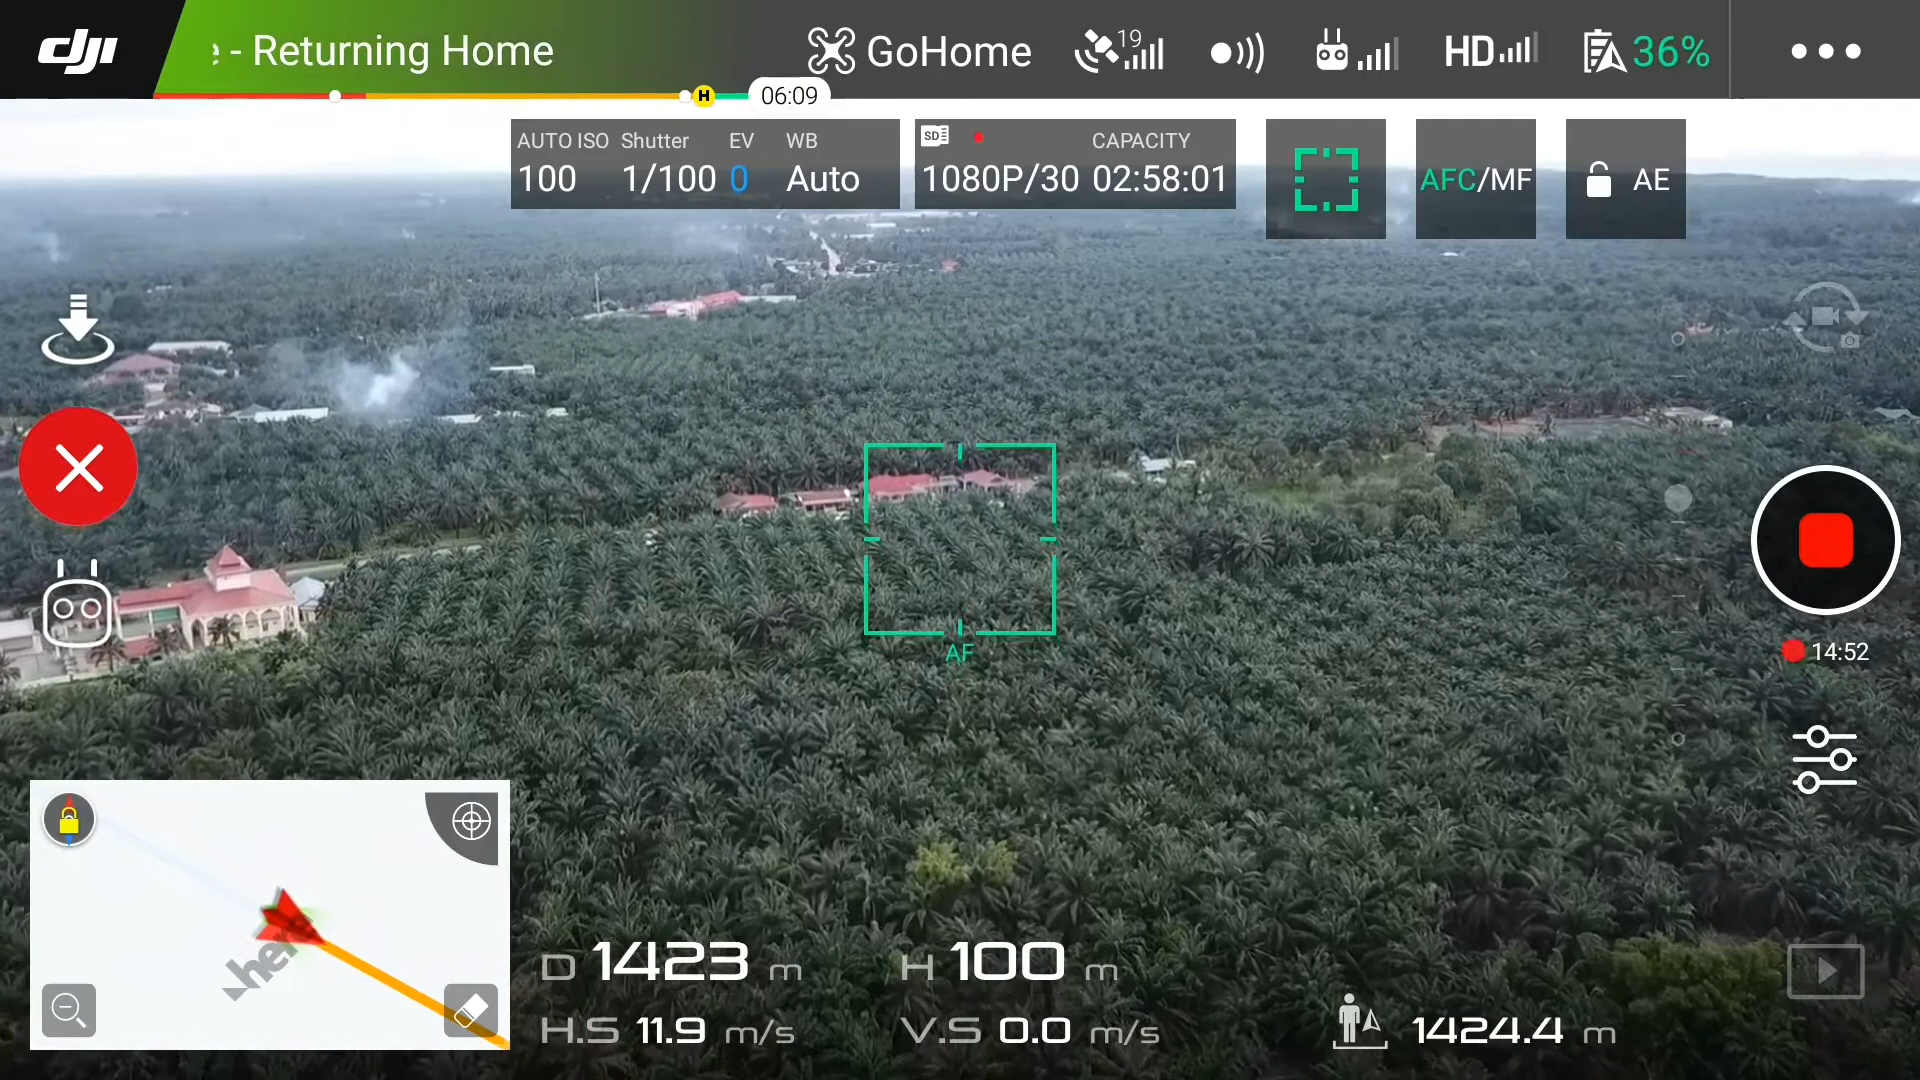 dji
- Returning Home
GoHome
19
HD
36%
H
06:09
AUTO ISO Shutter EV WB
100 1/100 0 Auto
SD CAPACITY
1080P/30 02:58:01
AFC/MF
AE
AF
14:52
D 1423 m H 100 m
H.S 11.9 m/s V.S 0.0 m/s
1424.4 m